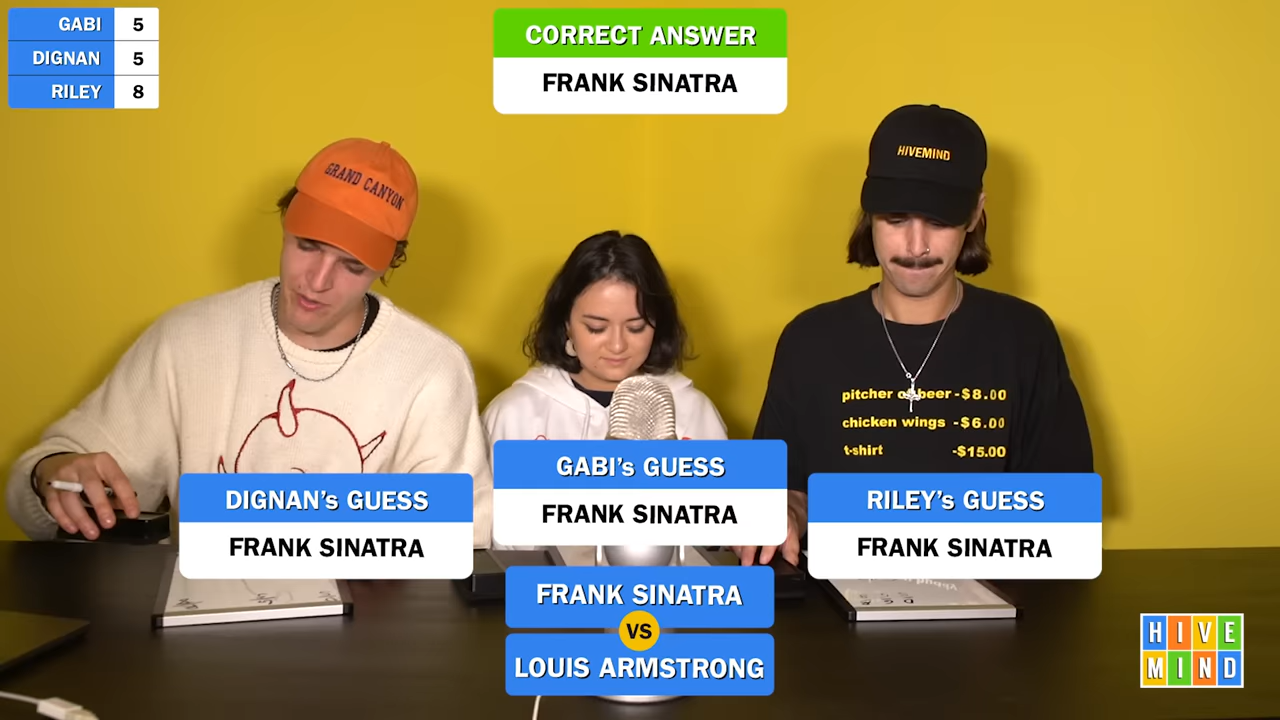 GABI 5
DIGNAN 5
RILEY 8
CORRECT ANSWER
FRANK SINATRA
GRAND CANYON
HIVEMIND
pitcher of beer -$8.00
chicken wings -$6.00
t-shirt -$15.00
DIGNAN's GUESS
FRANK SINATRA
GABI's GUESS
FRANK SINATRA
RILEY's GUESS
FRANK SINATRA
FRANK SINATRA
VS
LOUIS ARMSTRONG
HIVE
MIND